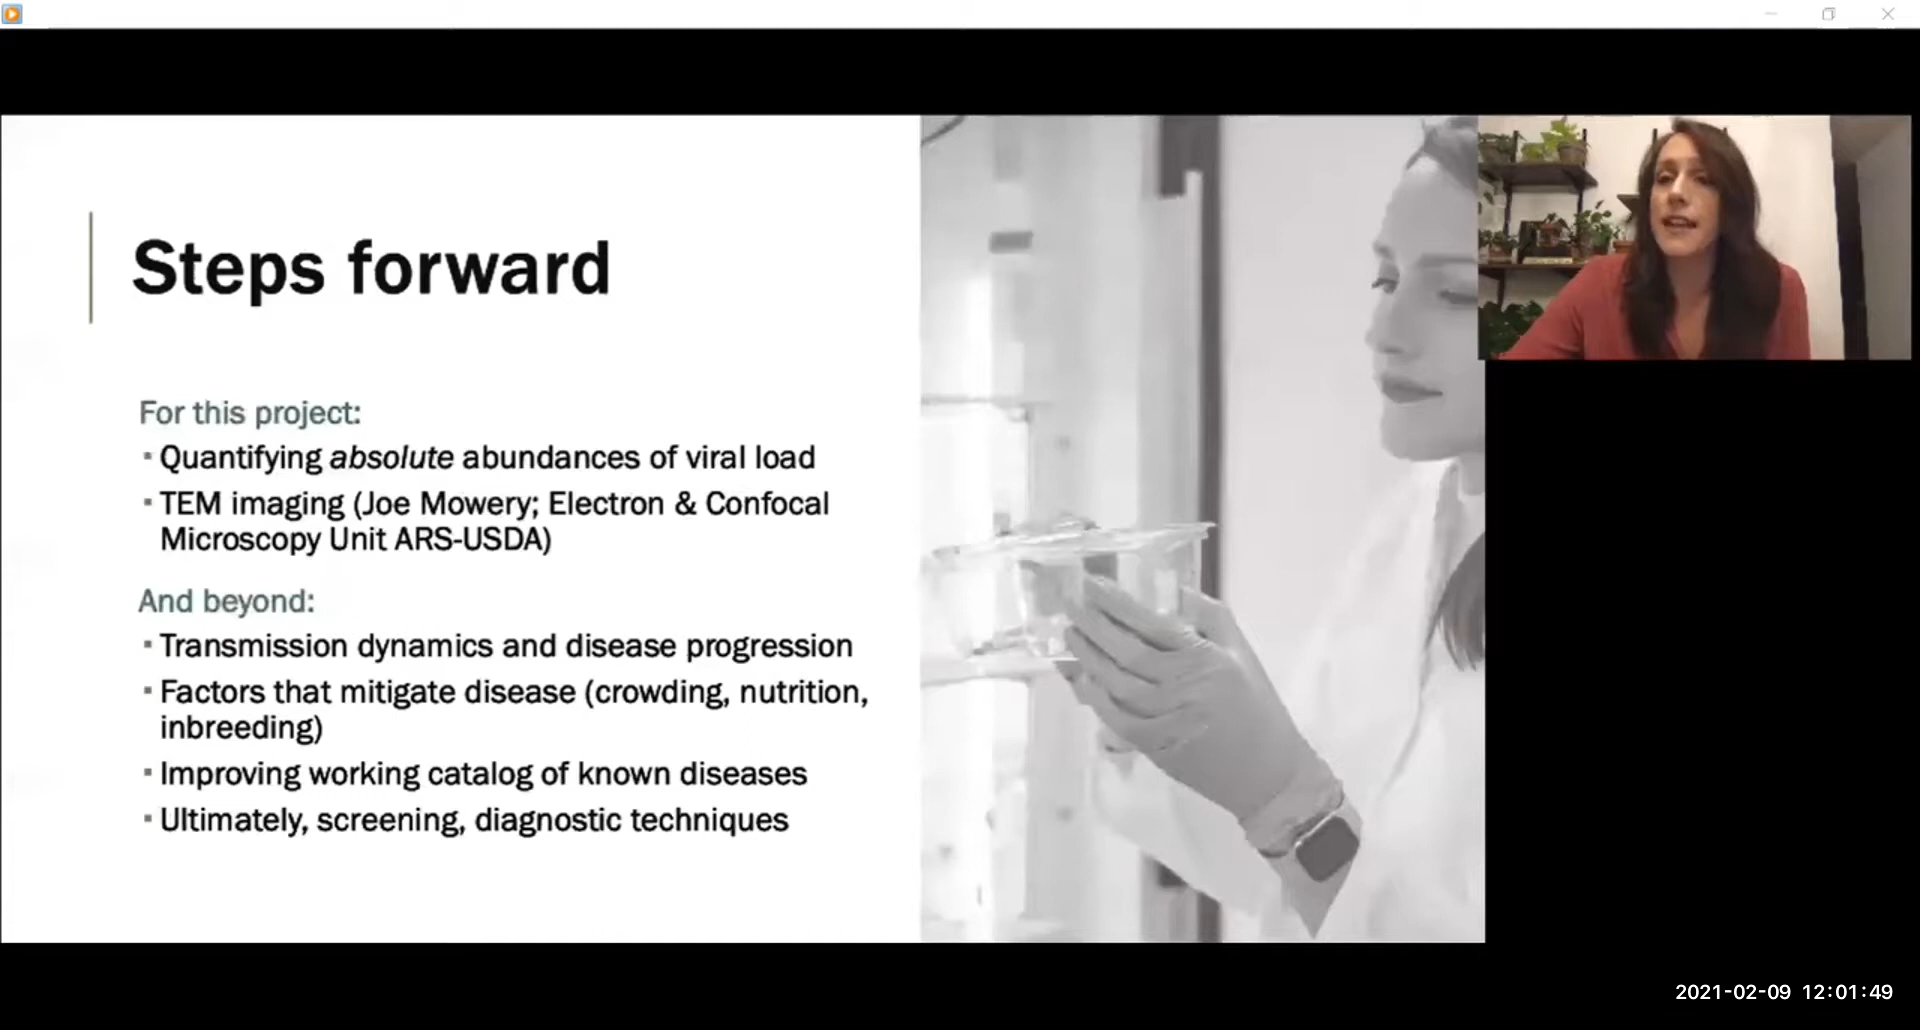 Steps forward
For this project:
Quantifying absolute abundances of viral load
TEM imaging (Joe Mowery; Electron & Confocal
Microscopy Unit ARS-USDA)
And beyond:
Transmission dynamics and disease progression
Factors that mitigate disease (crowding, nutrition,
inbreeding)
Improving working catalog of known diseases
Ultimately, screening, diagnostic techniques
2021-02-09 12:01:49